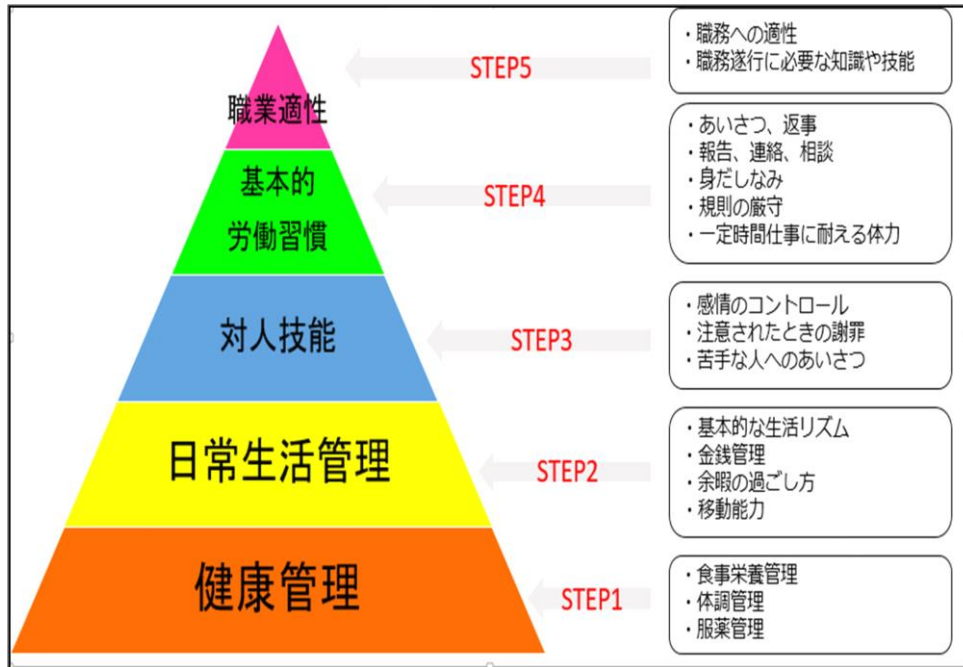 職業適性
STEP5
・職務への適性
・職務遂行に必要な知識や技能
基本的
労働習慣
STEP4
・あいさつ、返事
・報告、連絡、相談
・身だしなみ
・規則の厳守
・一定時間仕事に耐える体力
対人技能
STEP3
・感情のコントロール
・注意されたときの謝罪
・苦手な人へのあいさつ
日常生活管理
STEP2
・基本的な生活リズム
・金銭管理
・余暇の過ごし方
・移動能力
健康管理
STEP1
・食事栄養管理
・体調管理
・服薬管理